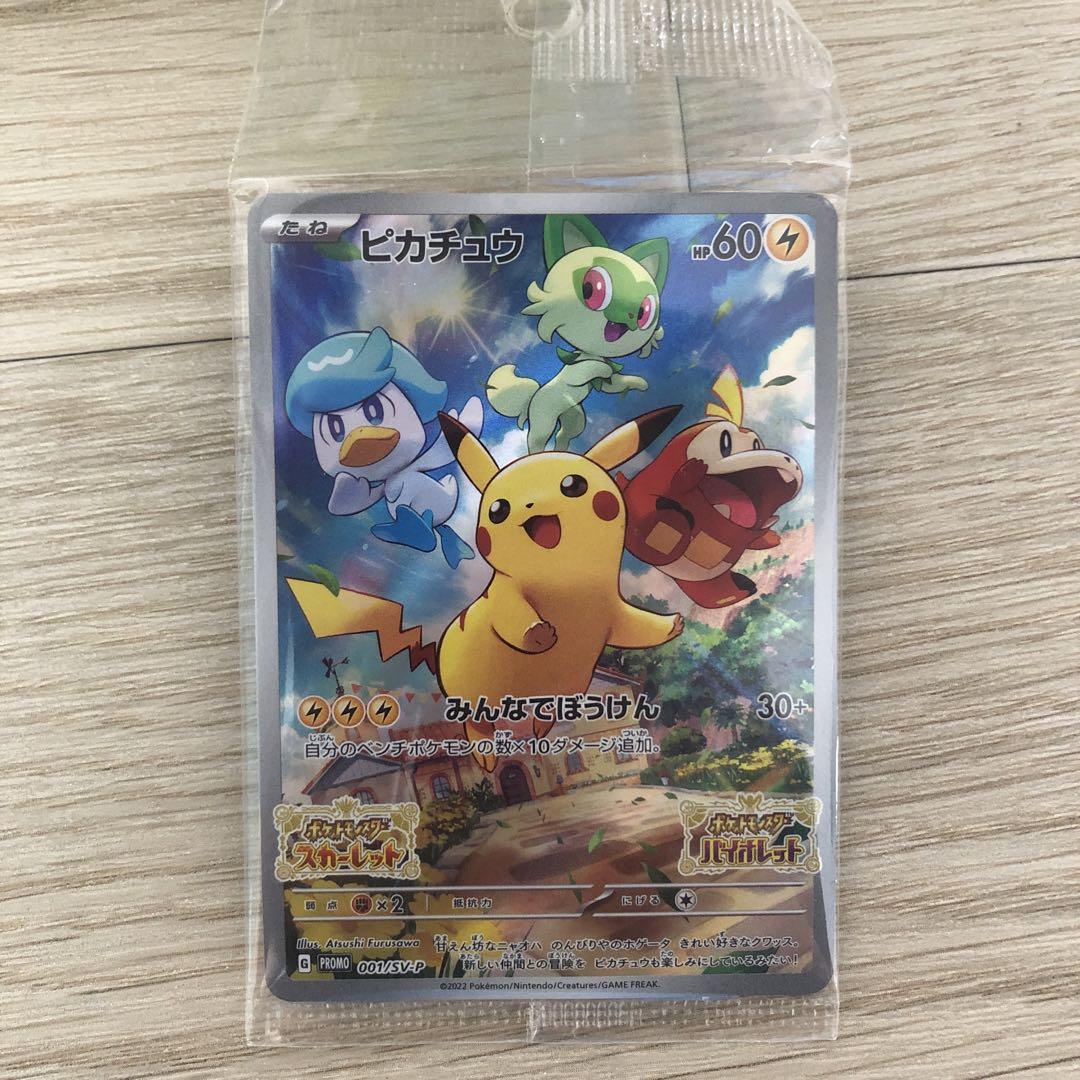 たね ピカチュウ HP60
みんなでぼうけん 30+
自分のベンチポケモンの数×10ダメージ追加。
ポケットモンスター
スカーレット
ポケットモンスター
バイオレット
弱点 ×2 抵抗力 にげる
Illus. Atsushi Furusawa
甘えん坊なニャオハ のんびりやのホゲータ きれい好きなクワッス。
新しい仲間との冒険を ピカチュウも楽しみにしているみたい!
G PROMO 001/SV-P
©2022 Pokémon/Nintendo/Creatures/GAME FREAK.